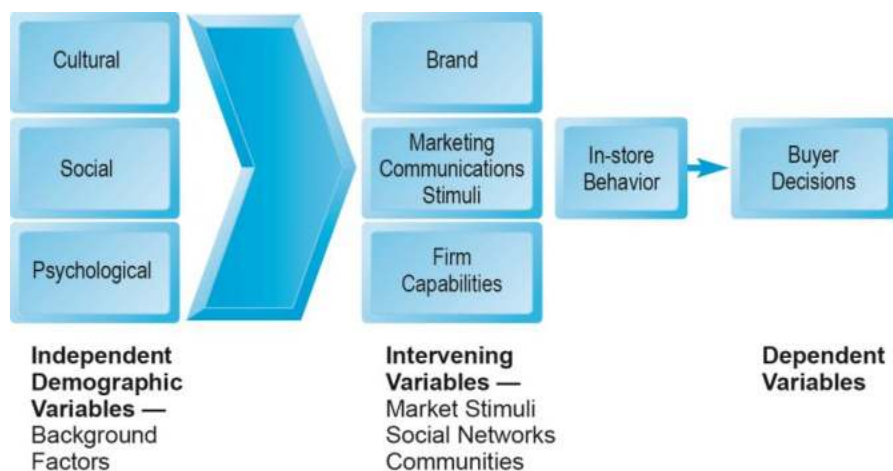 Cultural
Social
Psychological
Brand
Marketing
Communications
Stimuli
Firm
Capabilities
In-store
Behavior
Buyer
Decisions
Independent
Demographic
Variables —
Background
Factors
Intervening
Variables —
Market Stimuli
Social Networks
Communities
Dependent
Variables